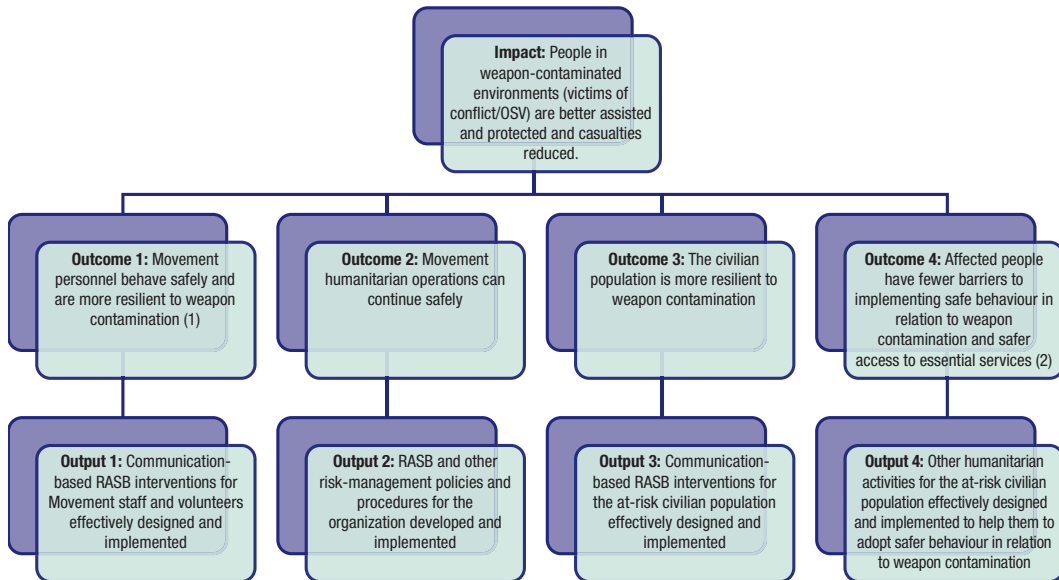 Impact: People in
weapon-contaminated
environments (victims of
conflict/OSV) are better assisted
and protected and casualties
reduced.
Outcome 1: Movement
personnel behave safely and
are more resilient to weapon
contamination (1)
Outcome 2: Movement
humanitarian operations can
continue safely
Outcome 3: The civilian
population is more resilient to
weapon contamination
Outcome 4: Affected people
have fewer barriers to
implementing safe behaviour in
relation to weapon
contamination and safer
access to essential services (2)
Output 1: Communication-
based RASB interventions for
Movement staff and volunteers
effectively designed and
implemented
Output 2: RASB and other
risk-management policies and
procedures for the
organization developed and
implemented
Output 3: Communication-
based RASB interventions for
the at-risk civilian population
effectively designed and
implemented
Output 4: Other humanitarian
activities for the at-risk civilian
population effectively designed
and implemented to help them to
adopt safer behaviour in relation
to weapon contamination